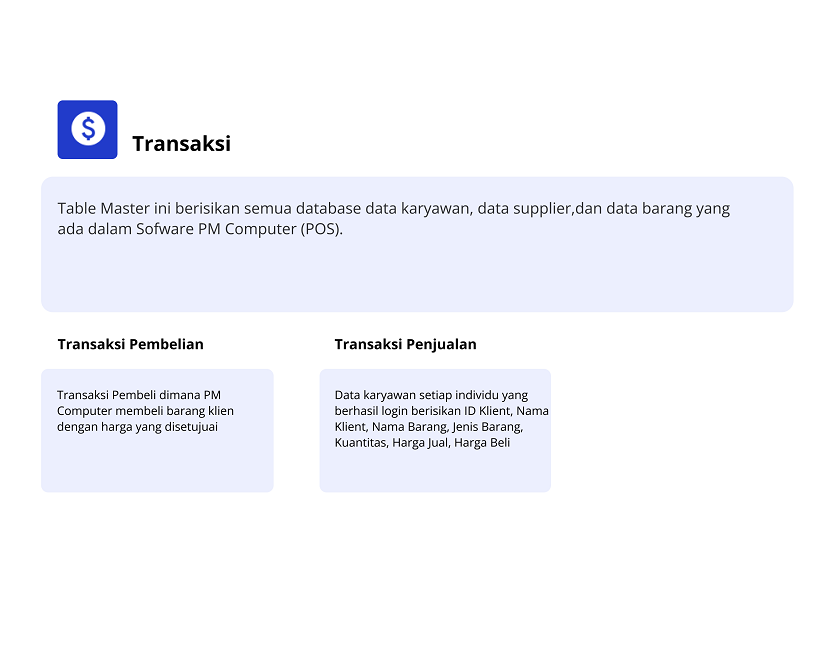 $
Transaksi
Table Master ini berisikan semua database data karyawan, data supplier,dan data barang yang
ada dalam Sofware PM Computer (POS).
Transaksi Pembelian
Transaksi Penjualan
Transaksi Pembeli dimana PM
Computer membeli barang klien
dengan harga yang disetujuai
Data karyawan setiap individu yang
berhasil login berisikan ID Klient, Nama
Klient, Nama Barang, Jenis Barang,
Kuantitas, Harga Jual, Harga Beli